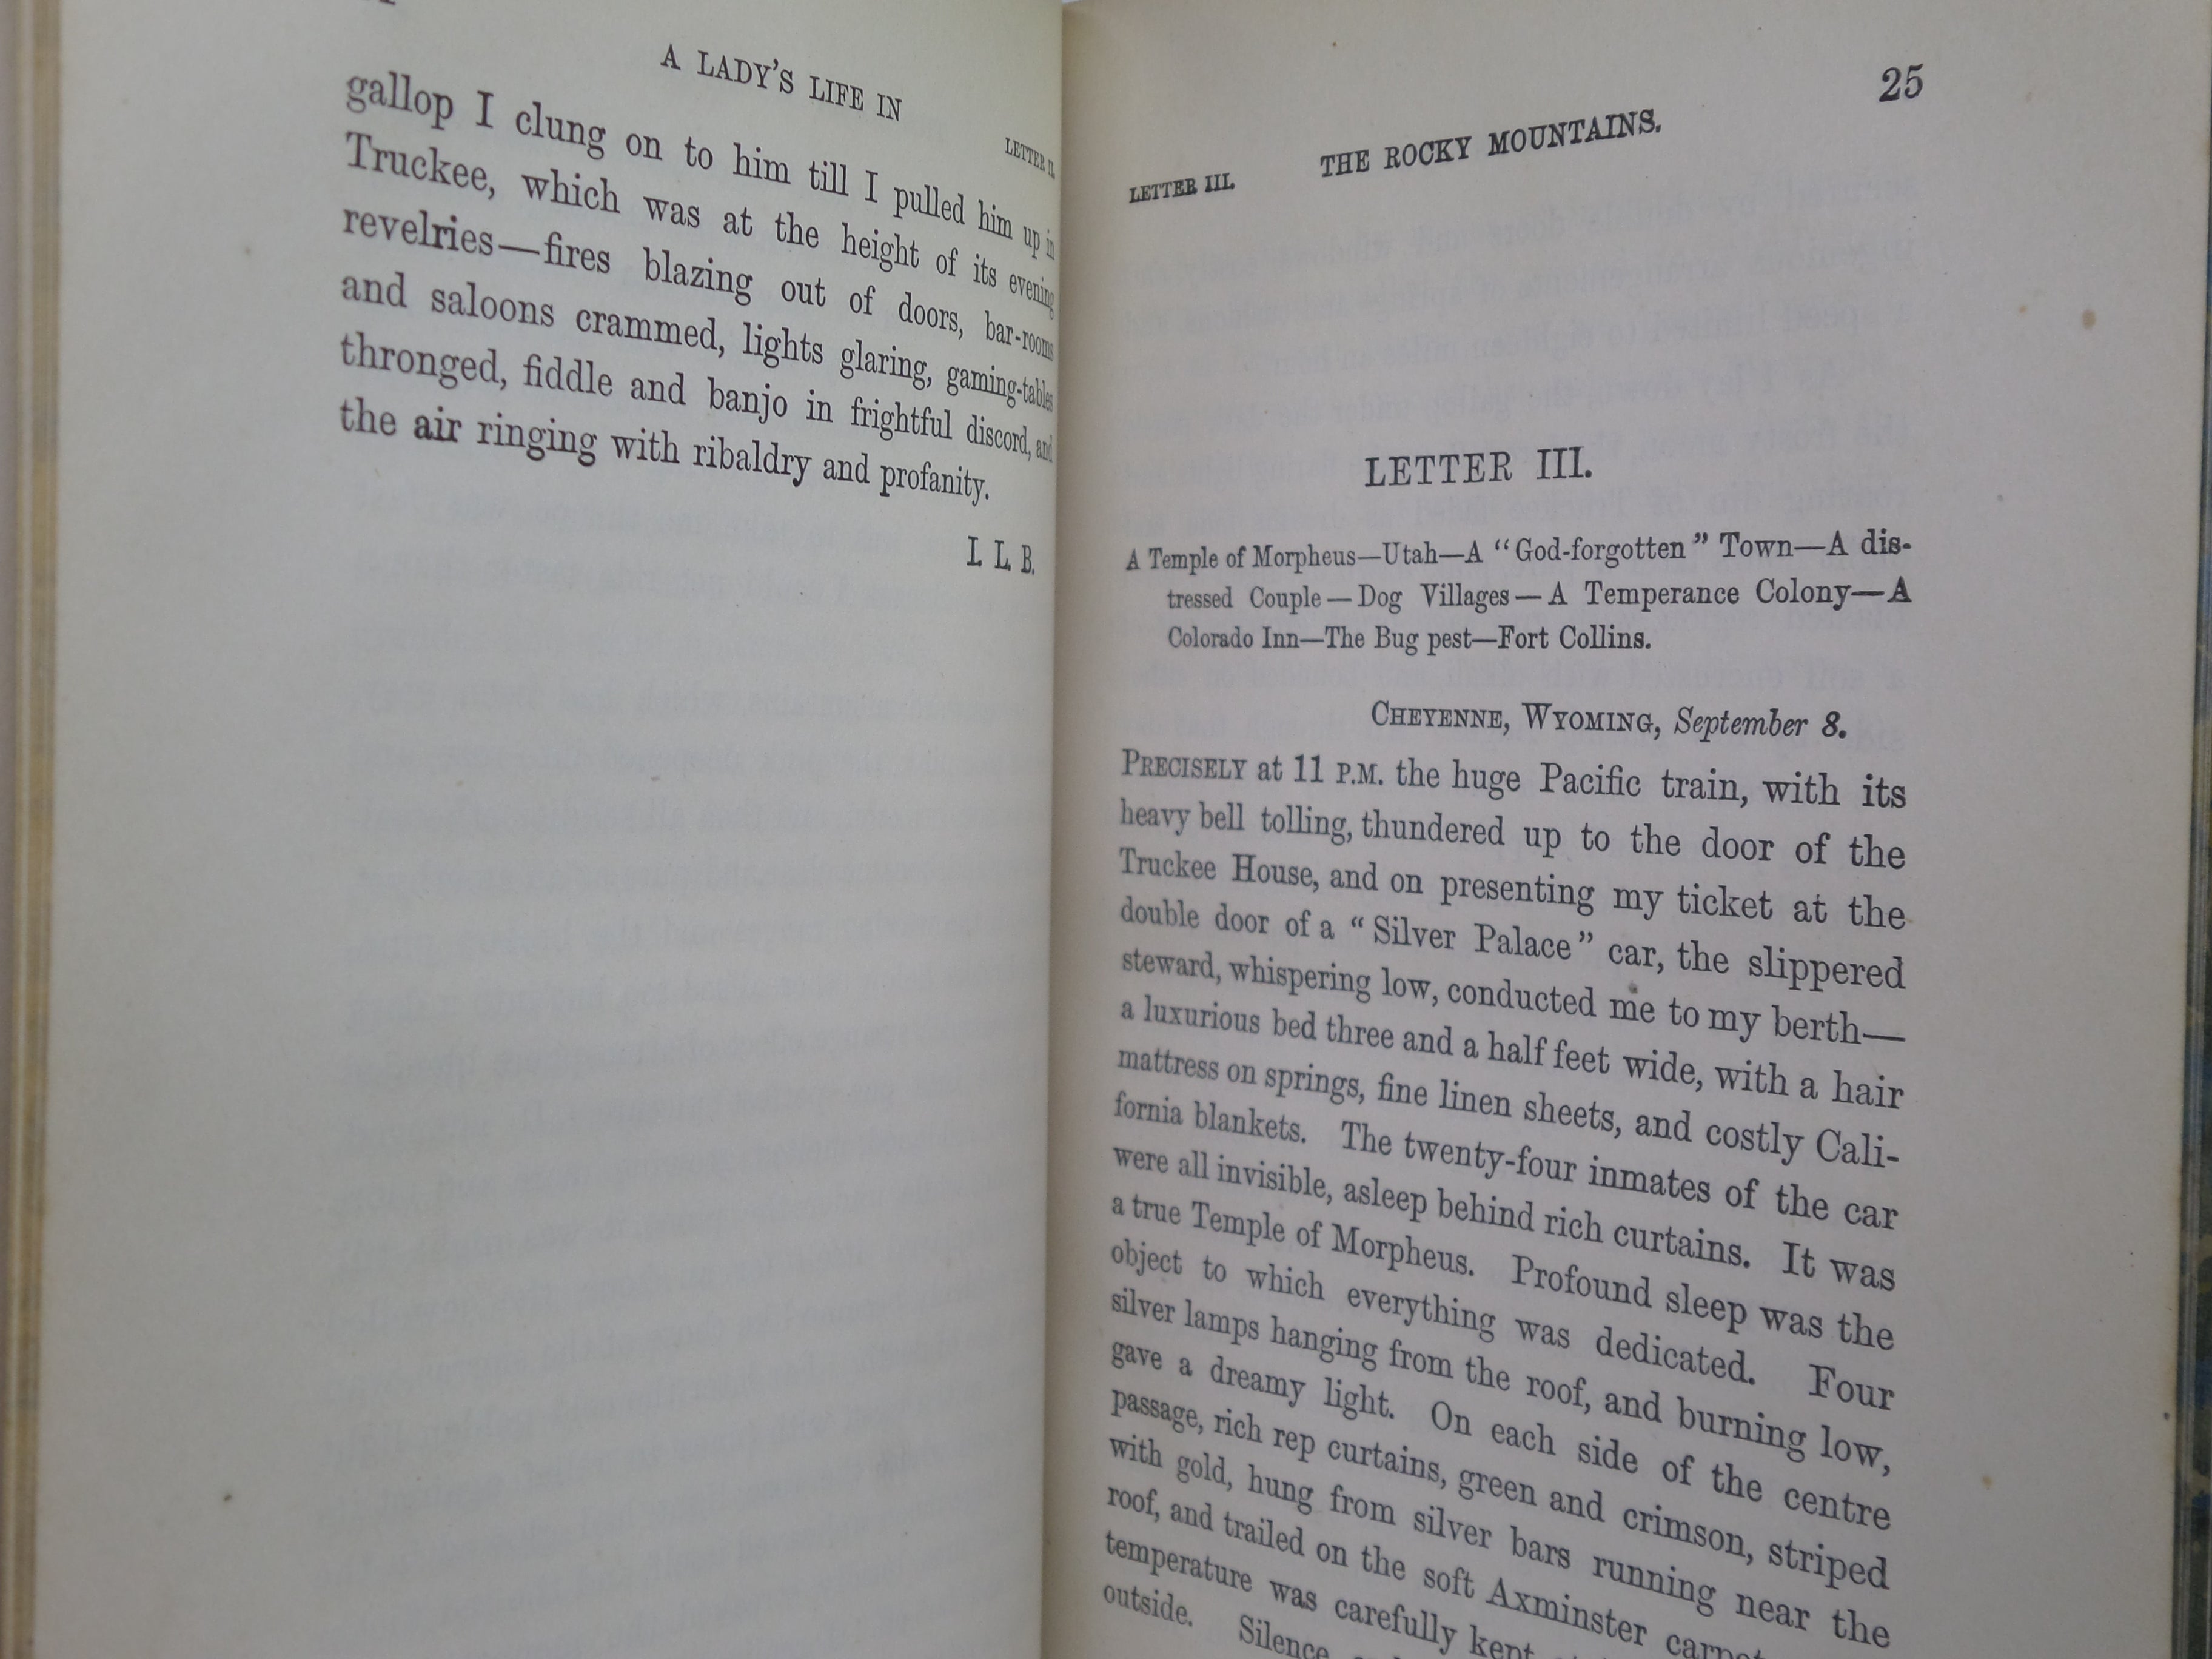 A LADY'S LIFE IN
LETTER II.
gallop I clung on to him till I pulled him up in
Truckee, which was at the height of its evening
revelries—fires blazing out of doors, bar-rooms
and saloons crammed, lights glaring, gaming-tables
thronged, fiddle and banjo in frightful discord, and
the air ringing with ribaldry and profanity.
I. L. B.
25
LETTER III.
THE ROCKY MOUNTAINS.
LETTER III.
A Temple of Morpheus—Utah—A "God-forgotten" Town—A dis-
tressed Couple—Dog Villages—A Temperance Colony—A
Colorado Inn—The Bug pest—Fort Collins.
CHEYENNE, WYOMING, September 8.
PRECISELY at 11 P.M. the huge Pacific train, with its
heavy bell tolling, thundered up to the door of the
Truckee House, and on presenting my ticket at the
double door of a "Silver Palace" car, the slippered
steward, whispering low, conducted me to my berth—
a luxurious bed three and a half feet wide, with a hair
mattress on springs, fine linen sheets, and costly Cali-
fornia blankets. The twenty-four inmates of the car
were all invisible, asleep behind rich curtains. It was
a true Temple of Morpheus. Profound sleep was the
object to which everything was dedicated. Four
silver lamps hanging from the roof, and burning low,
gave a dreamy light. On each side of the centre
passage, rich rep curtains, green and crimson, striped
with gold, hung from silver bars running near the
roof, and trailed on the soft Axminster carpet
temperature was carefully kept
outside. Silence